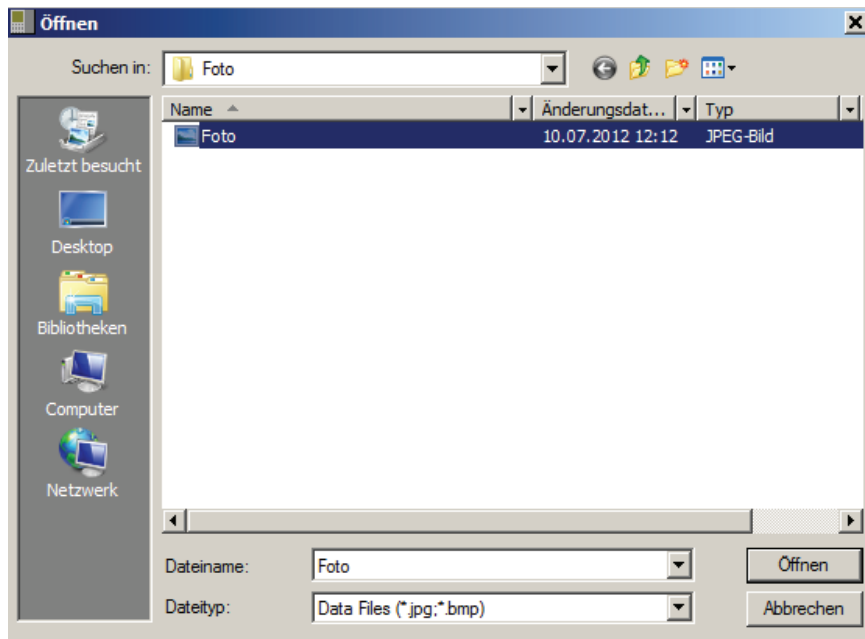 Öffnen
Suchen in: Foto
Name Änderungsdat... Typ
Foto 10.07.2012 12:12 JPEG-Bild
Zuletzt besucht
Desktop
Bibliotheken
Computer
Netzwerk
Dateiname: Foto Öffnen
Dateityp: Data Files (*.jpg;*.bmp) Abbrechen